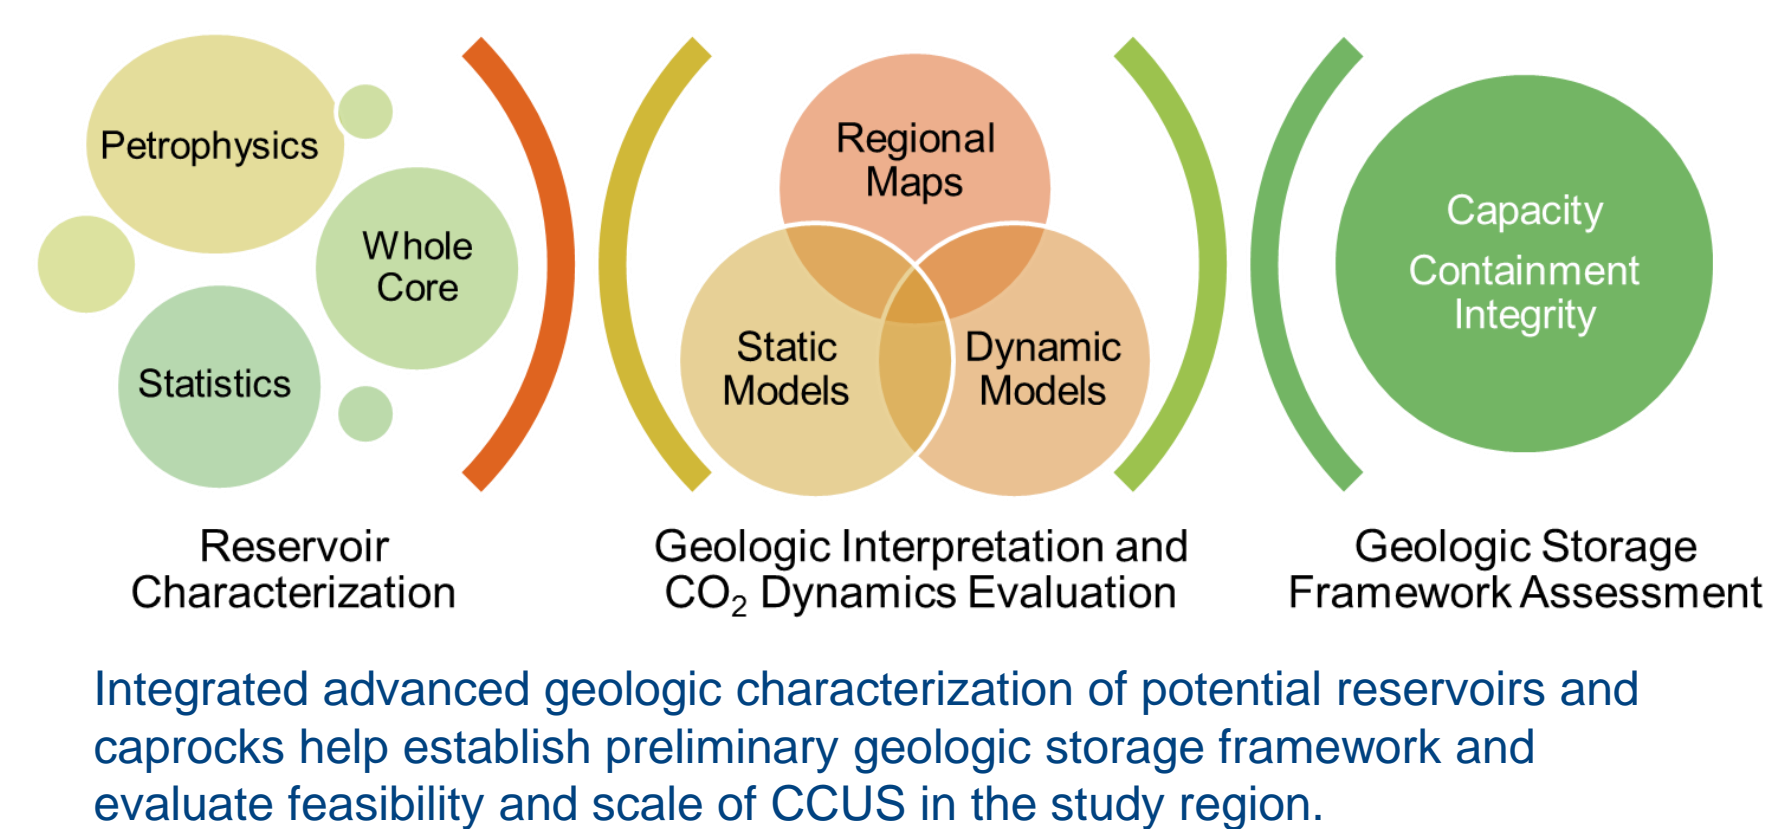 Petrophysics
Whole
Core
Statistics
Reservoir
Characterization
Regional
Maps
Static
Models
Dynamic
Models
Geologic Interpretation and
CO₂ Dynamics Evaluation
Capacity
Containment
Integrity
Geologic Storage
Framework Assessment
Integrated advanced geologic characterization of potential reservoirs and
caprocks help establish preliminary geologic storage framework and
evaluate feasibility and scale of CCUS in the study region.